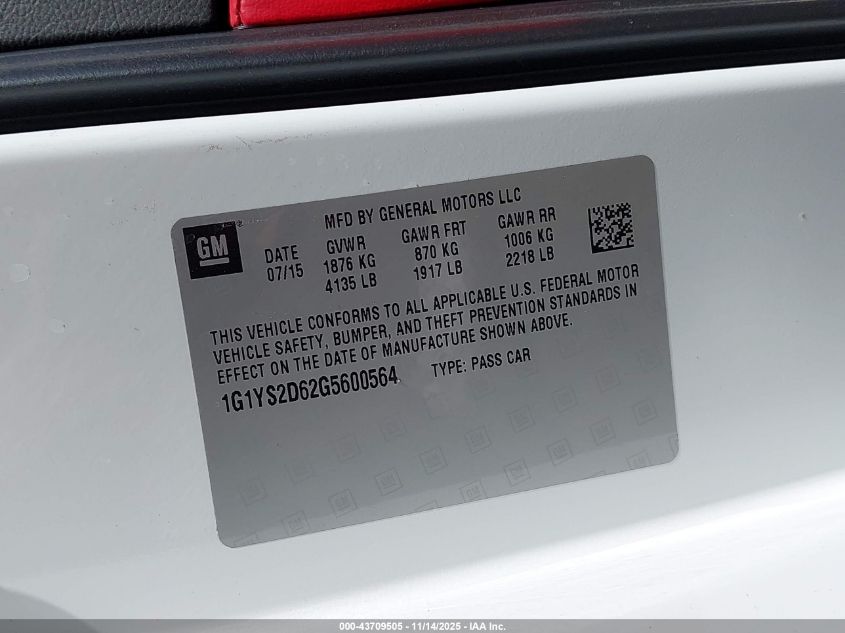 MFD BY GENERAL MOTORS LLC
GM
DATE GVWR GAWR FRT GAWR RR
07/15 1876 KG 870 KG 1006 KG
4135 LB 1917 LB 2218 LB
THIS VEHICLE CONFORMS TO ALL APPLICABLE U.S. FEDERAL MOTOR
VEHICLE SAFETY, BUMPER, AND THEFT PREVENTION STANDARDS IN
EFFECT ON THE DATE OF MANUFACTURE SHOWN ABOVE.
1G1YS2D62G5600564 TYPE: PASS CAR
000-43709505 - 11/14/2025 - IAA Inc.